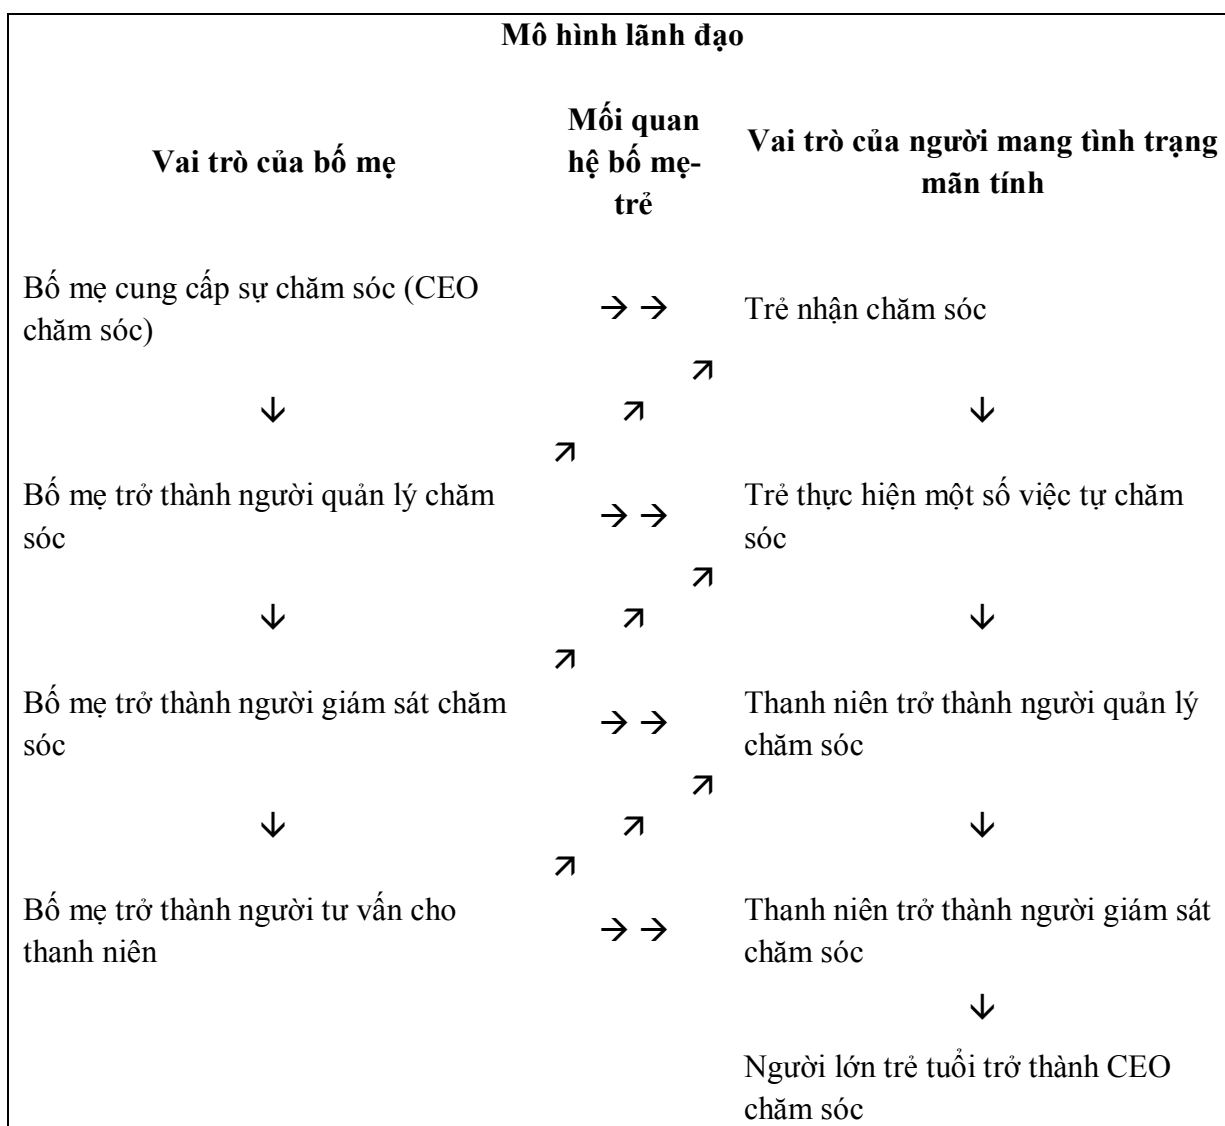 Mô hình lãnh đạo
Vai trò của bố mẹ
Mối quan
hệ bố mẹ-
trẻ
Vai trò của người mang tình trạng
mãn tính
Bố mẹ cung cấp sự chăm sóc (CEO
chăm sóc)
→ →
Trẻ nhận chăm sóc
↗
↓ ↗ ↓
↗
Bố mẹ trở thành người quản lý chăm
sóc
→ →
Trẻ thực hiện một số việc tự chăm
sóc
↗
↓ ↗ ↓
↗
Bố mẹ trở thành người giám sát chăm
sóc
→ →
Thanh niên trở thành người quản lý
chăm sóc
↗
↓ ↗ ↓
↗
Bố mẹ trở thành người tư vấn cho
thanh niên
→ →
Thanh niên trở thành người giám sát
chăm sóc
↓
Người lớn trẻ tuổi trở thành CEO
chăm sóc